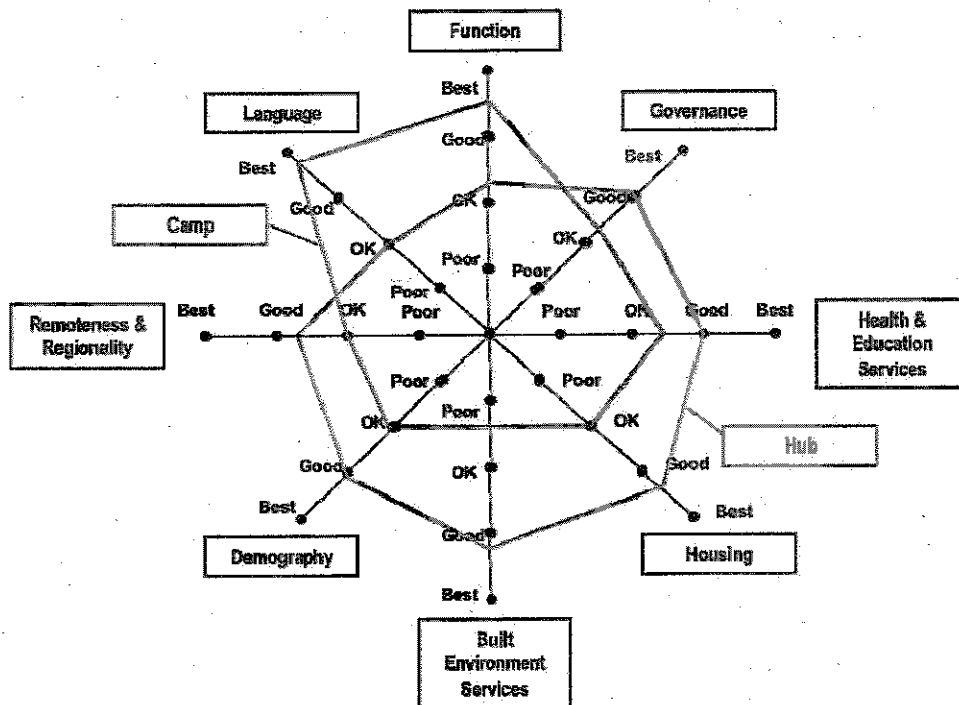 Function
Best
Language
Governance
Best
Best
Good
Good
Good
Camp
OK
OK
OK
Poor
Poor
Poor
Remoteness &
Regionality
Best
Good
OK
Poor
Poor
OK
Good
Best
Health &
Education
Services
Poor
Poor
Poor
OK
OK
Hub
Good
OK
Good
Best
Good
Best
Demography
Housing
Best
Built
Environment
Services